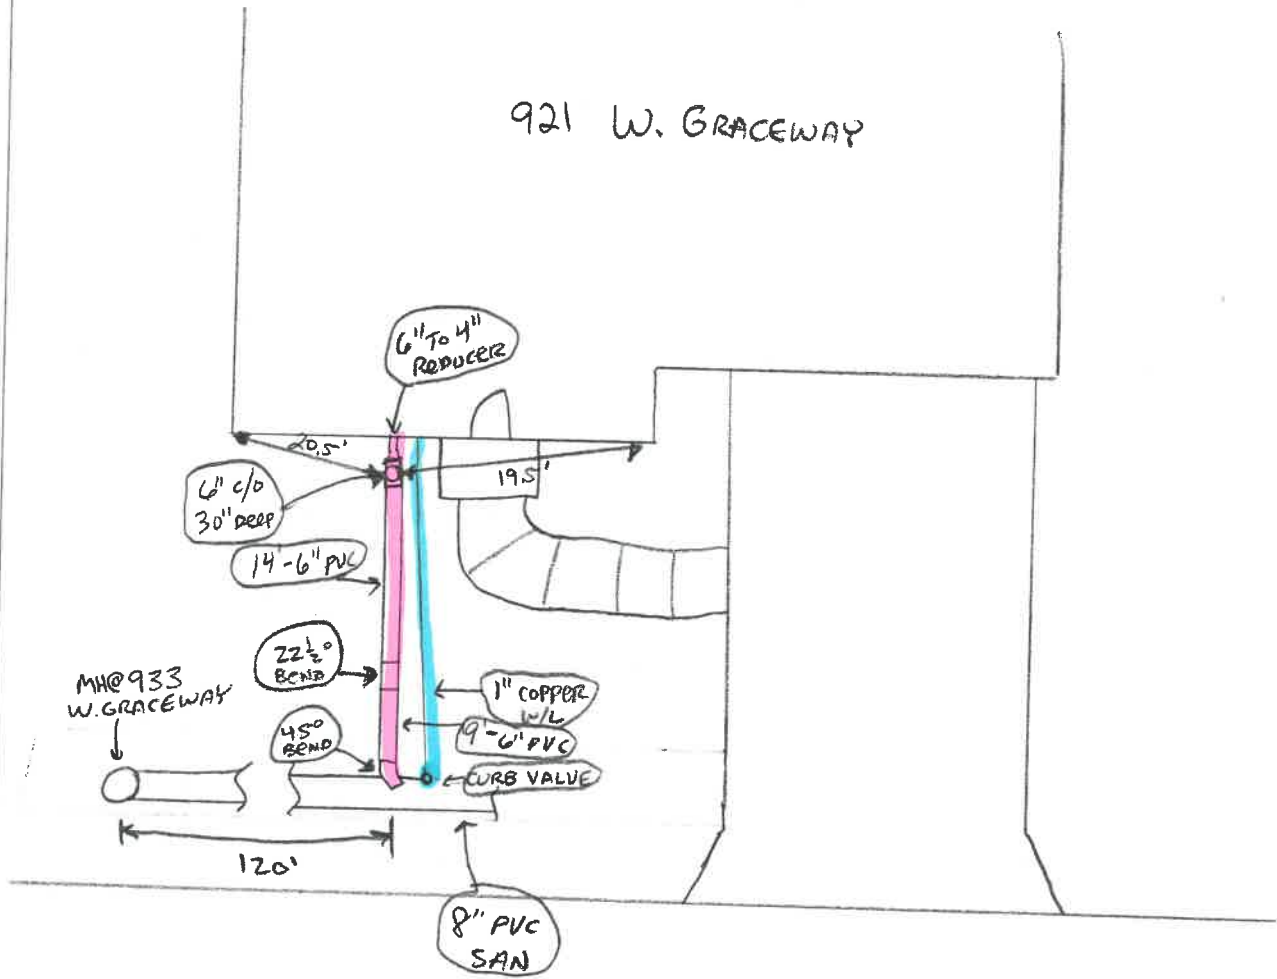 921 W. GRACEWAY
6" TO 4"
REDUCER
20.5'
19.5'
6" C/O
30" DEEP
14'-6" PVC
22½°
BEND
MH@933
W.GRACEWAY
1" COPPER
W/L
9'-6" PVC
45°
BEND
CURB VALVE
120'
8" PVC
SAN